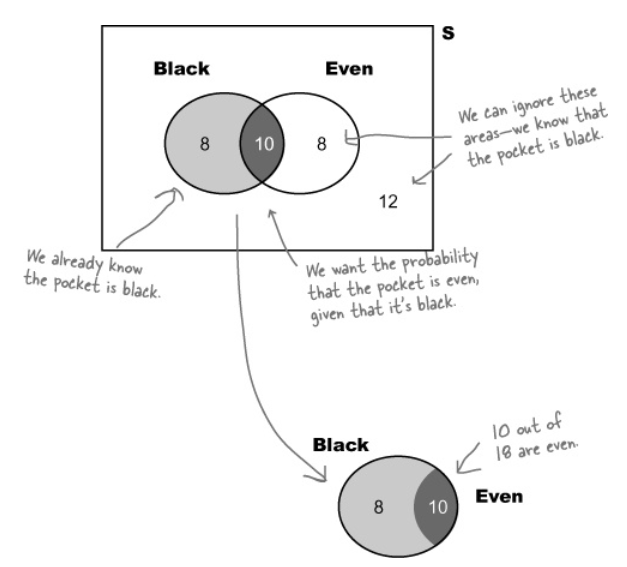 S
Black
Even
8
10
8
12
We can ignore these
areas—we know that
the pocket is black.
We already know
the pocket is black.
We want the probability
that the pocket is even,
given that it's black.
Black
8
10
Even
10 out of
18 are even.